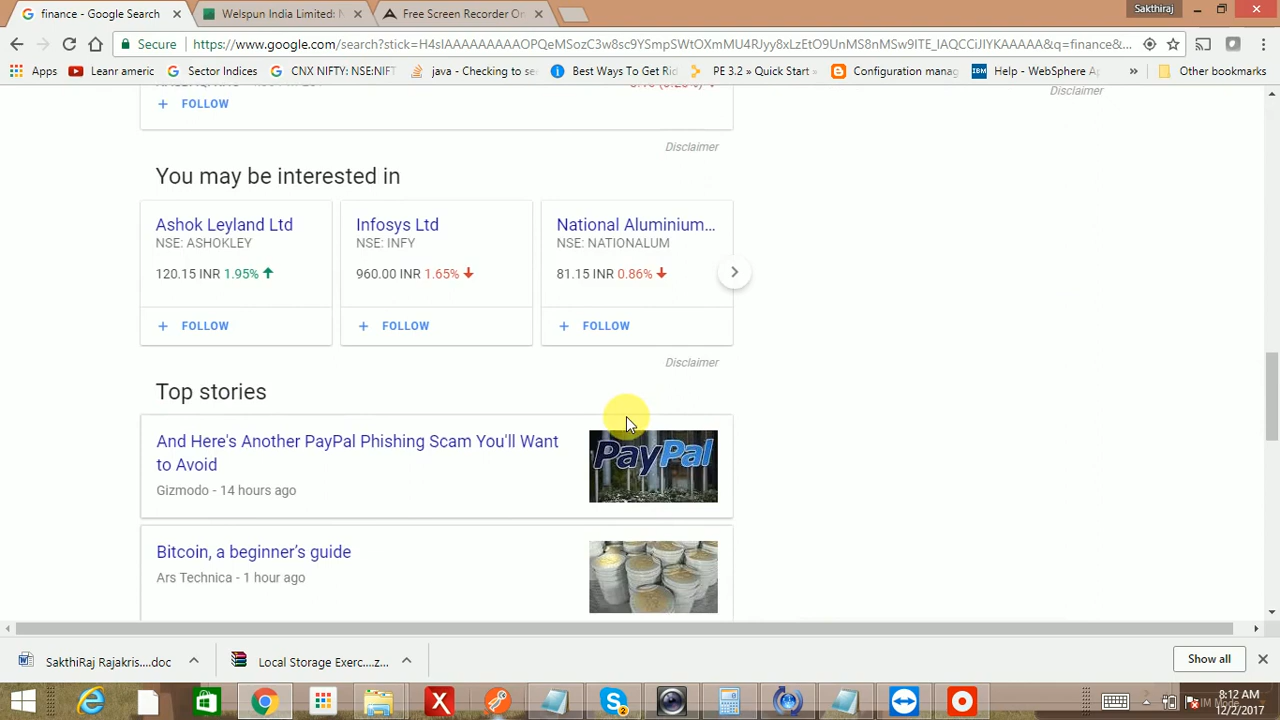 finance - Google Search
Welspun India Limited:
Free Screen Recorder On
Sakthiraj
Secure
https://www.google.com/search?stick=H4sIAAAAAAAAOPQeMSozC3w8sc9YSmpSWtOXmMU4RJyy8xLzEtO9UnMS8nMSw9ITE_IAQCCiJIYKAAAAA&q=finance&...
Apps
Leanr americ
Sector Indices
CNX NIFTY: NSE:NIFT
java - Checking to se
Best Ways To Get Rid
PE 3.2 » Quick Start
Configuration manag
Help - WebSphere Ap
Other bookmarks
Disclaimer
+ FOLLOW
Disclaimer
You may be interested in
Ashok Leyland Ltd
NSE: ASHOKLEY
120.15 INR 1.95%
+ FOLLOW
Infosys Ltd
NSE: INFY
960.00 INR 1.65%
+ FOLLOW
National Aluminium...
NSE: NATIONALUM
81.15 INR 0.86%
+ FOLLOW
Disclaimer
Top stories
And Here's Another PayPal Phishing Scam You'll Want
to Avoid
Gizmodo - 14 hours ago
PayPal
Bitcoin, a beginner's guide
Ars Technica - 1 hour ago
SakthiRaj Rajakris....doc
Local Storage Exerc....z...
Show all
8:12 AM
12/2/2017